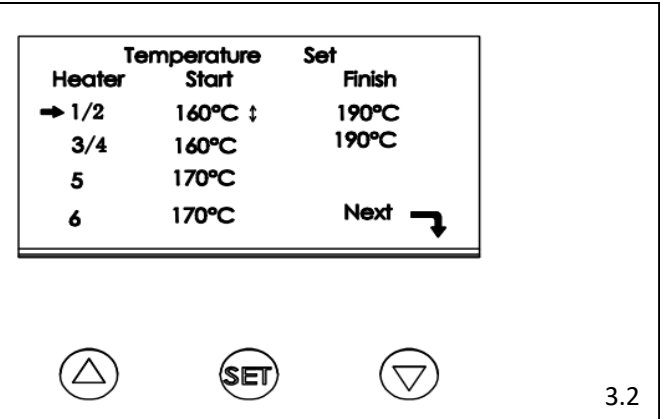 Temperature Set
Heater Start Finish
1/2 160°C 190°C
3/4 160°C 190°C
5 170°C
6 170°C Next
SET
3.2